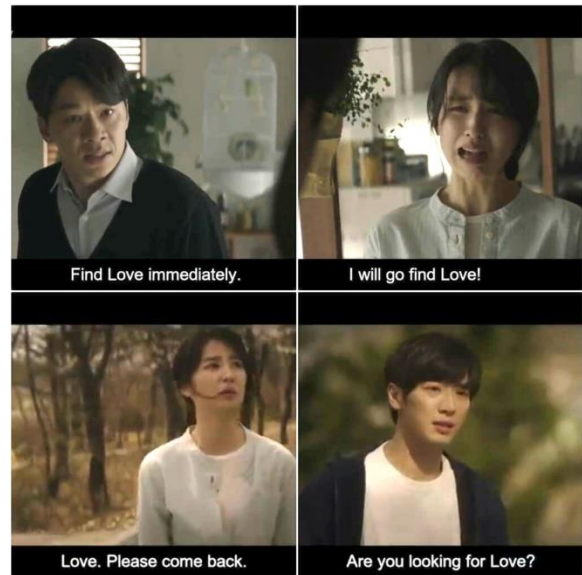 Find Love immediately.
I will go find Love!
Love. Please come back.
Are you looking for Love?